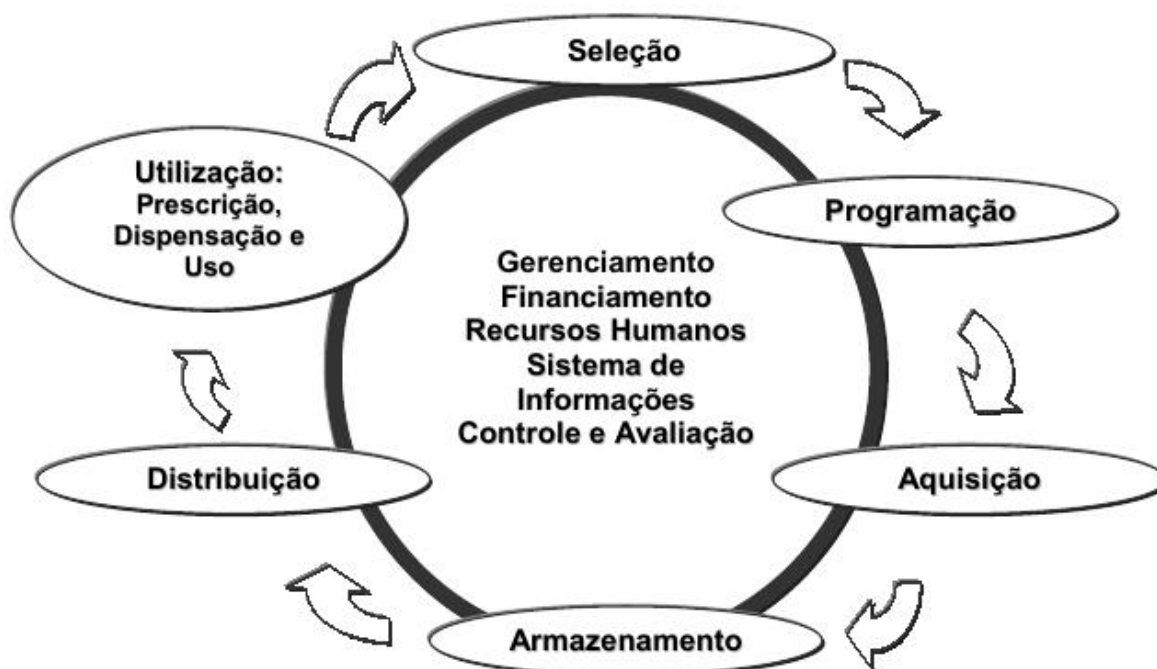 Seleção
Programação
Aquisição
Armazenamento
Distribuição
Utilização:
Prescrição,
Dispensação e
Uso
Gerenciamento
Financiamento
Recursos Humanos
Sistema de
Informações
Controle e Avaliação